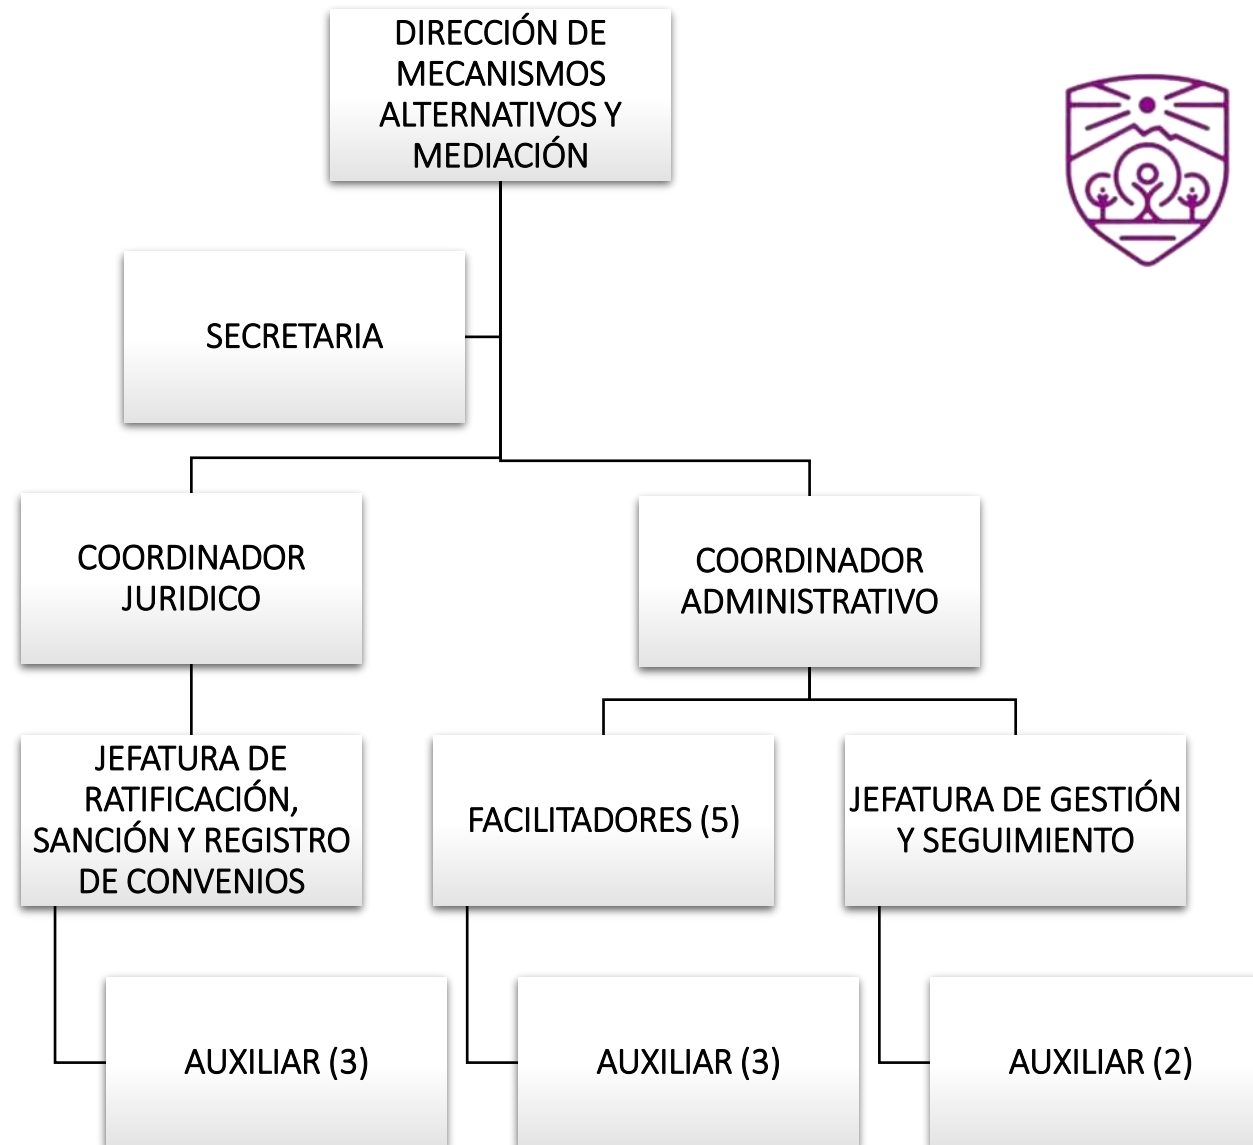 DIRECCIÓN DE
MECANISMOS
ALTERNATIVOS Y
MEDIACIÓN
SECRETARIA
COORDINADOR
JURIDICO
COORDINADOR
ADMINISTRATIVO
JEFATURA DE
RATIFICACIÓN,
SANCIÓN Y REGISTRO
DE CONVENIOS
FACILITADORES (5)
JEFATURA DE GESTIÓN
Y SEGUIMIENTO
AUXILIAR (3)
AUXILIAR (3)
AUXILIAR (2)